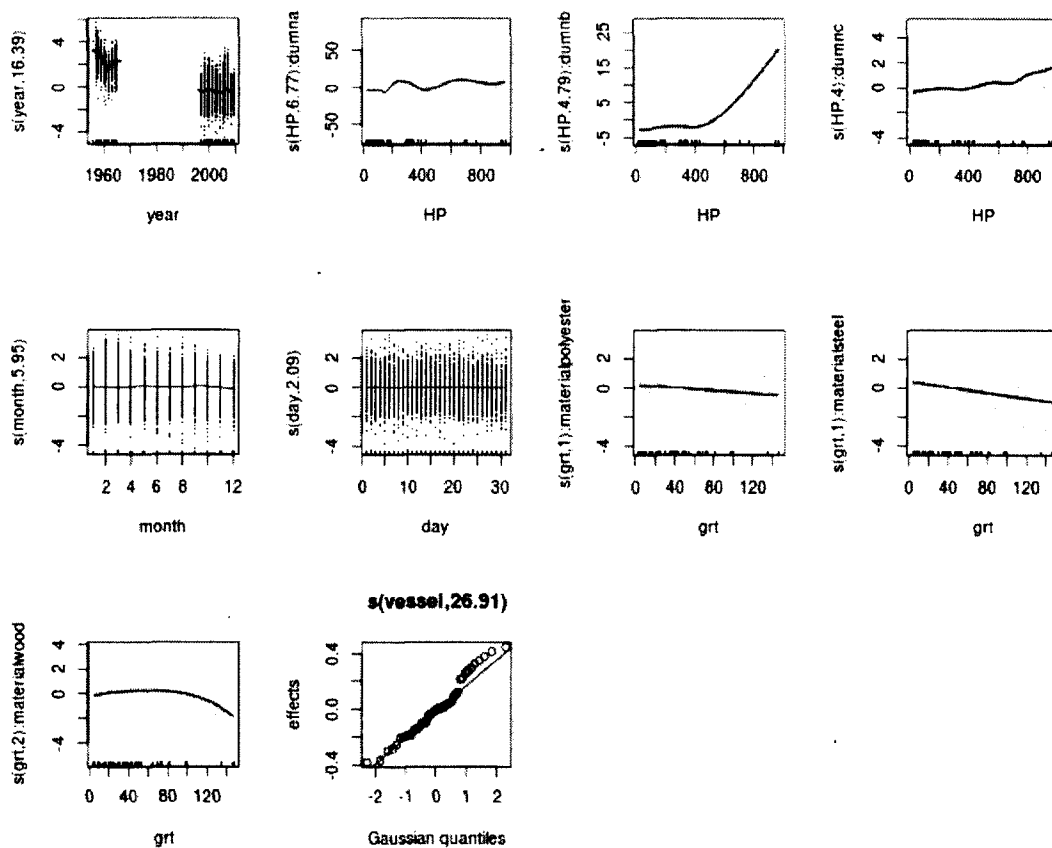 s(year,16.39)
4
2
0
-4
1960 1980 2000
year
s(HP,6.77):dumna
50
0
-50
0 400 800
HP
s(HP,4.79):dumnb
25
15
5
-5
0 400 800
HP
s(HP,4):dumnc
4
2
0
-4
0 400 800
HP
s(month,5.95)
2
0
-4
2 4 6 8 12
month
s(day,2.09)
2
0
-4
0 10 20 30
day
s(grt,1):materialpolyester
2
0
-4
0 40 80 120
grt
s(grt,1):materialsteel
2
0
-4
0 40 80 120
grt
s(grt,2):materialwood
4
2
0
-4
0 40 80 120
grt
s(vessel,26.91)
effects
0.4
0.0
-0.4
-2 -1 0 1 2
Gaussian quantiles